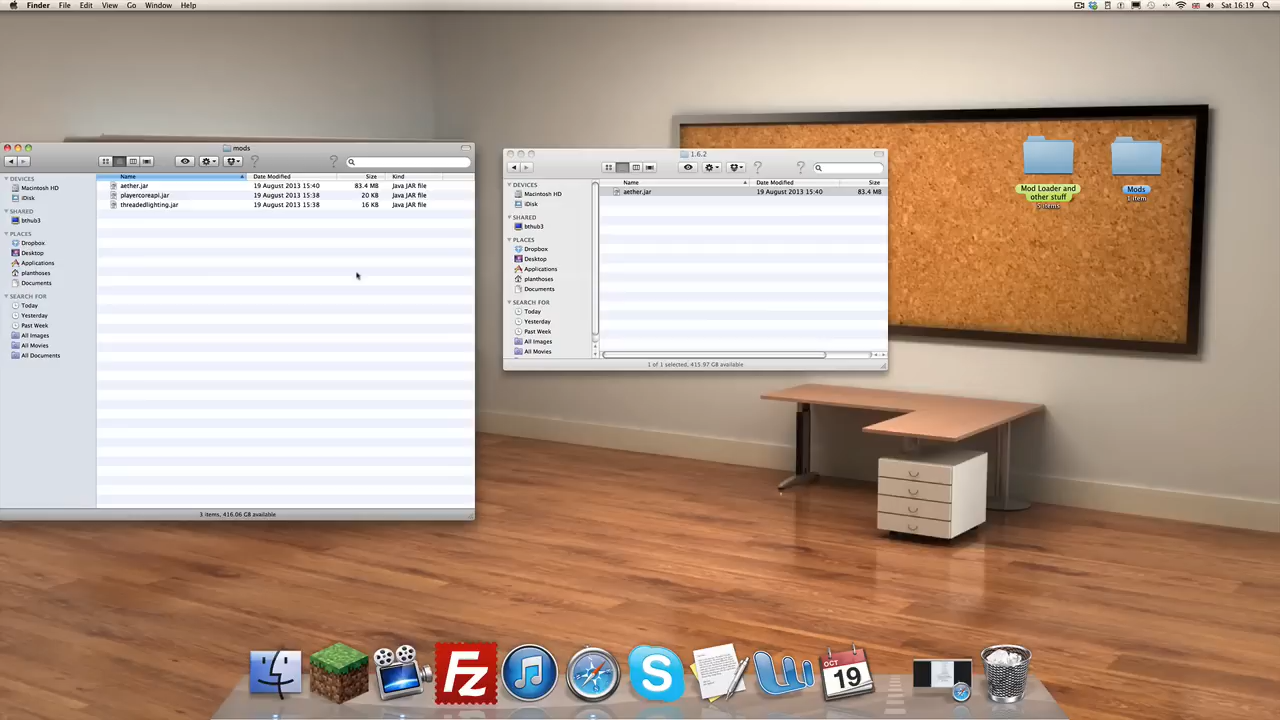 Finder File Edit View Go Window Help
Sat 16:19
mods
DEVICES
Macintosh HD
iDisk
SHARED
bthub3
PLACES
Dropbox
Desktop
Applications
planthoses
Documents
SEARCH FOR
Today
Yesterday
Past Week
All Images
All Movies
All Documents
Name Date Modified Size Kind
aether.jar 19 August 2013 15:40 83.4 MB Java JAR file
playercoreapi.jar 19 August 2013 15:38 20 KB Java JAR file
threadedlighting.jar 19 August 2013 15:38 16 KB Java JAR file
3 items, 416.06 GB available
1.6.2
DEVICES
Macintosh HD
iDisk
SHARED
bthub3
PLACES
Dropbox
Desktop
Applications
planthoses
Documents
SEARCH FOR
Today
Yesterday
Past Week
All Images
All Movies
Name Date Modified Size
aether.jar 19 August 2013 15:40 83.4 MB
1 of 1 selected, 415.97 GB available
Mod Loader and
other stuff
5 items
Mods
1 item
FZ
S
OCT
19